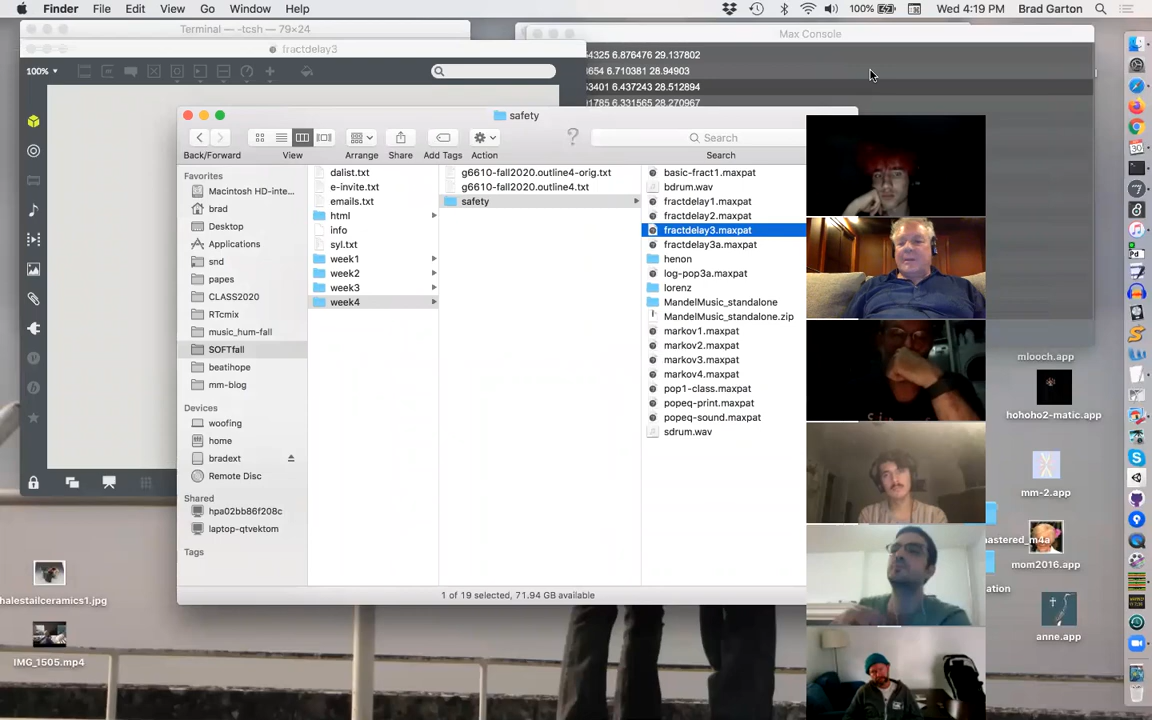 Finder File Edit View Go Window Help
100% Wed 4:19 PM Brad Garton
Terminal — -tcsh — 79×24
Max Console
fractdelay3
100%
4325 6.876476 29.137802
3654 6.710381 28.94903
53401 6.437243 28.512894
1785 6.331565 28.270967
safety
Search
Back/Forward View Arrange Share Add Tags Action Search
Favorites
Macintosh HD-inte...
brad
Desktop
Applications
snd
papes
CLASS2020
RTcmix
music_hum-fall
SOFTfall
beatihope
mm-blog
Devices
woofing
home
bradext
Remote Disc
Shared
hpa02bb86f208c
laptop-qtvektom
Tags
dalist.txt
e-invite.txt
emails.txt
html
info
syl.txt
week1
week2
week3
week4
g6610-fall2020.outline4-orig.txt
g6610-fall2020.outline4.txt
safety
basic-fract1.maxpat
bdrum.wav
fractdelay1.maxpat
fractdelay2.maxpat
fractdelay3.maxpat
fractdelay3a.maxpat
henon
log-pop3a.maxpat
lorenz
MandelMusic_standalone
MandelMusic_standalone.zip
markov1.maxpat
markov2.maxpat
markov3.maxpat
markov4.maxpat
pop1-class.maxpat
popeq-print.maxpat
popeq-sound.maxpat
sdrum.wav
1 of 19 selected, 71.94 GB available
mlooch.app
hohoho2-matic.app
mm-2.app
nastered_m4a
mom2016.app
ation
anne.app
halestailceramics1.jpg
IMG_1505.mp4
Pd